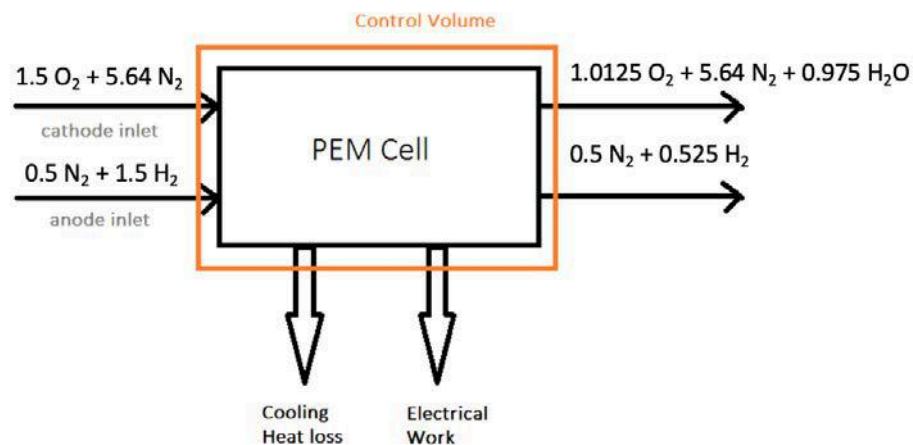 Control Volume
1.5 O₂ + 5.64 N₂
cathode inlet
0.5 N₂ + 1.5 H₂
anode inlet
PEM Cell
1.0125 O₂ + 5.64 N₂ + 0.975 H₂O
0.5 N₂ + 0.525 H₂
Cooling
Heat loss
Electrical
Work